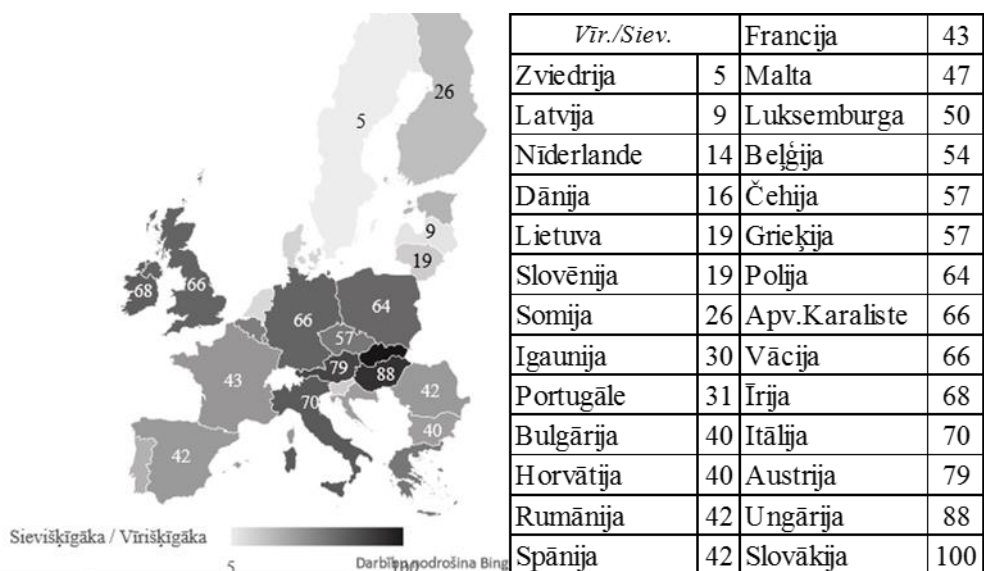 26
5
9
19
68
66
66
64
57
79
88
43
70
42
40
42
Sievišķīgāka / Vīrišķīgāka
5 100
Darbību nodrošina Bing
Vīr./Siev. Francija 43
Zviedrija 5 Malta 47
Latvija 9 Luksemburga 50
Nīderlande 14 Beļģija 54
Dānija 16 Čehija 57
Lietuva 19 Grieķija 57
Slovēnija 19 Polija 64
Somija 26 Apv.Karaliste 66
Igaunija 30 Vācija 66
Portugāle 31 Īrija 68
Bulgārija 40 Itālija 70
Horvātija 40 Austrija 79
Rumānija 42 Ungārija 88
Spānija 42 Slovākija 100